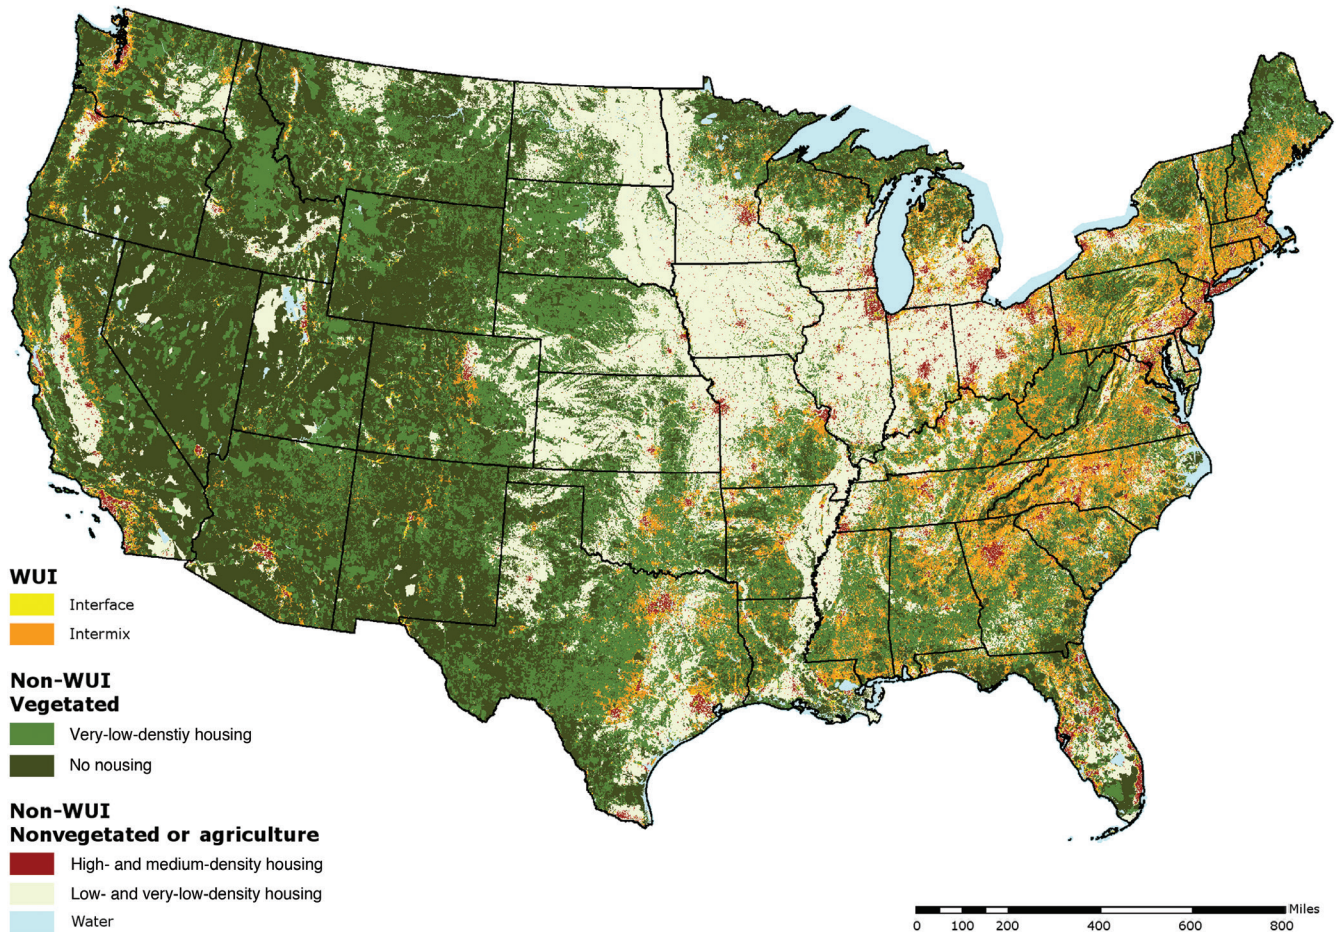 WUI
Interface
Intermix
Non-WUI
Vegetated
Very-low-denstiy housing
No nousing
Non-WUI
Nonvegetated or agriculture
High- and medium-density housing
Low- and very-low-density housing
Water
Miles
0 100 200 400 600 800